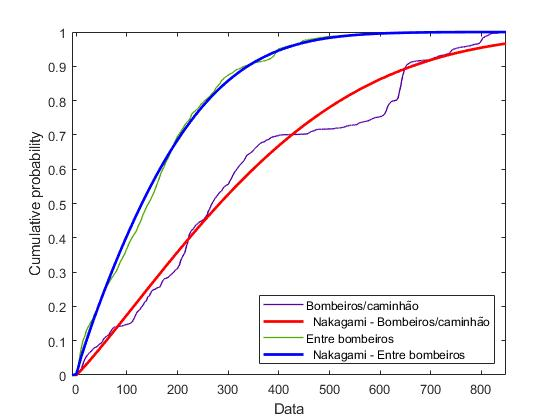 1
0.9
0.8
0.7
0.6
0.5
0.4
0.3
0.2
0.1
0
Cumulative probability
Bombeiros/caminhão
Nakagami - Bombeiros/caminhão
Entre bombeiros
Nakagami - Entre bombeiros
0 100 200 300 400 500 600 700 800
Data